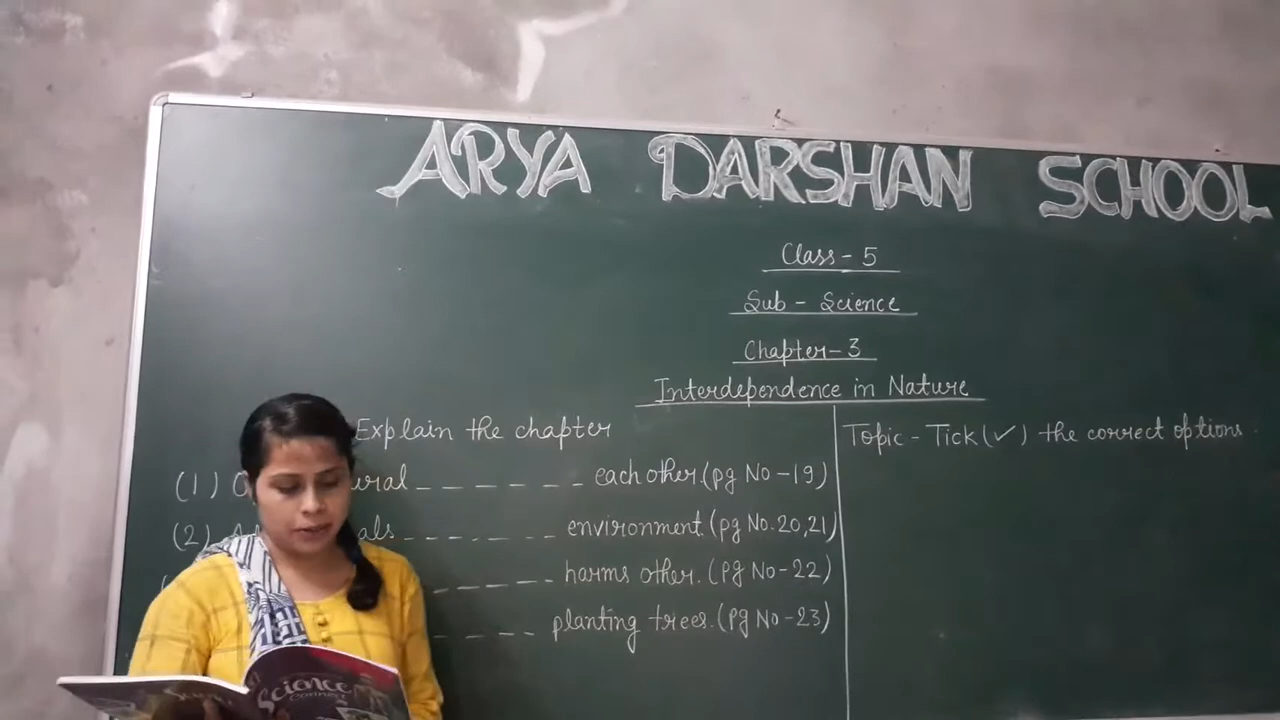 ARYA DARSHAN SCHOOL
Class - 5
Sub - Science
Chapter - 3
Interdependence in Nature
Explain the chapter
(1) _ _ _ _ _ _ _ each other. (pg No - 19)
(2) _ _ _ _ _ _ _ environment. (pg No. 20, 21)
_ _ _ _ _ harms other. (pg No - 22)
_ _ _ _ _ planting trees. (pg No - 23)
Topic - Tick (✓) the correct options.
Science